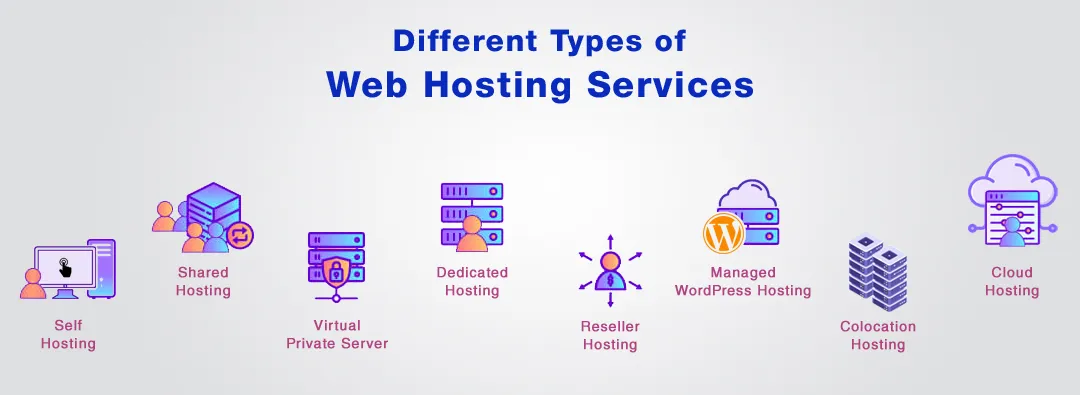 Different Types of
Web Hosting Services
Self
Hosting
Shared
Hosting
Virtual
Private Server
Dedicated
Hosting
Reseller
Hosting
Managed
WordPress Hosting
Colocation
Hosting
Cloud
Hosting